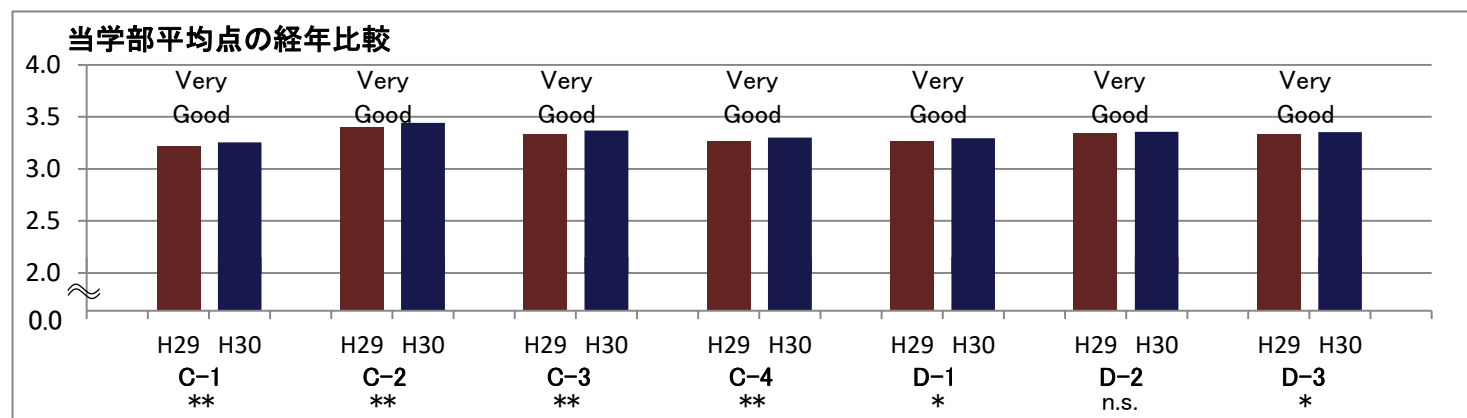 当学部平均点の経年比較
4.0
3.5
3.0
2.5
2.0
0.0
Very Good
Very Good
Very Good
Very Good
Very Good
Very Good
Very Good
H29 H30 H29 H30 H29 H30 H29 H30 H29 H30 H29 H30 H29 H30
C-1 C-2 C-3 C-4 D-1 D-2 D-3
** ** ** ** * n.s. *